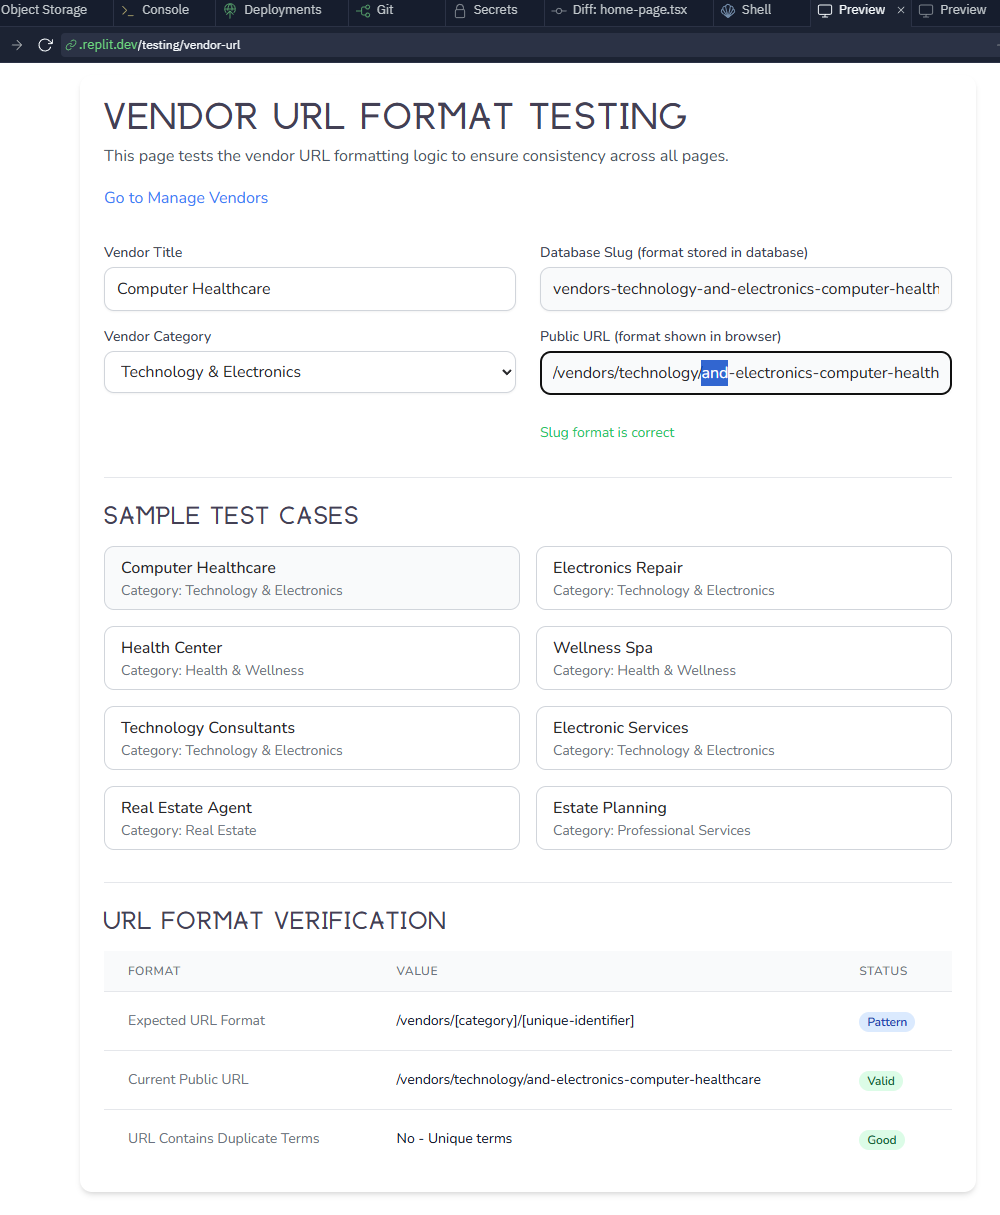 Object Storage Console Deployments Git Secrets Diff: home-page.tsx Shell Preview × Preview
.replit.dev/testing/vendor-url
VENDOR URL FORMAT TESTING
This page tests the vendor URL formatting logic to ensure consistency across all pages.
Go to Manage Vendors
Vendor Title
Computer Healthcare
Database Slug (format stored in database)
vendors-technology-and-electronics-computer-health
Vendor Category
Technology & Electronics
Public URL (format shown in browser)
/vendors/technology/and-electronics-computer-health
Slug format is correct
SAMPLE TEST CASES
Computer Healthcare
Category: Technology & Electronics
Electronics Repair
Category: Technology & Electronics
Health Center
Category: Health & Wellness
Wellness Spa
Category: Health & Wellness
Technology Consultants
Category: Technology & Electronics
Electronic Services
Category: Technology & Electronics
Real Estate Agent
Category: Real Estate
Estate Planning
Category: Professional Services
URL FORMAT VERIFICATION
FORMAT VALUE STATUS
Expected URL Format /vendors/[category]/[unique-identifier] Pattern
Current Public URL /vendors/technology/and-electronics-computer-healthcare Valid
URL Contains Duplicate Terms No - Unique terms Good